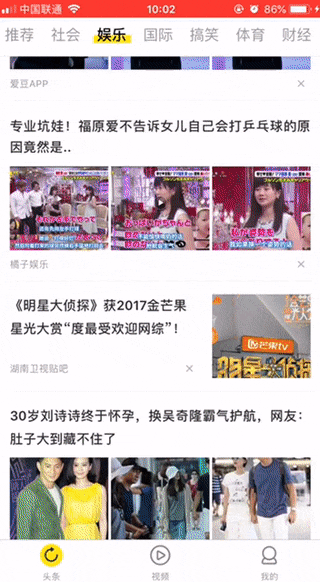 中国联通
10:02
86%
推荐 社会 娱乐 国际 搞笑 体育 财经
爱豆APP
专业坑娃！福原爱不告诉女儿自己会打乒乓球的原
因竟然是..
橘子娱乐
《明星大侦探》获2017金芒果
星光大赏“度最受欢迎网综”！
芒果tv
湖南卫视贴吧
30岁刘诗诗终于怀孕，换吴奇隆霸气护航，网友：
肚子大到藏不住了
头条 视频 我的